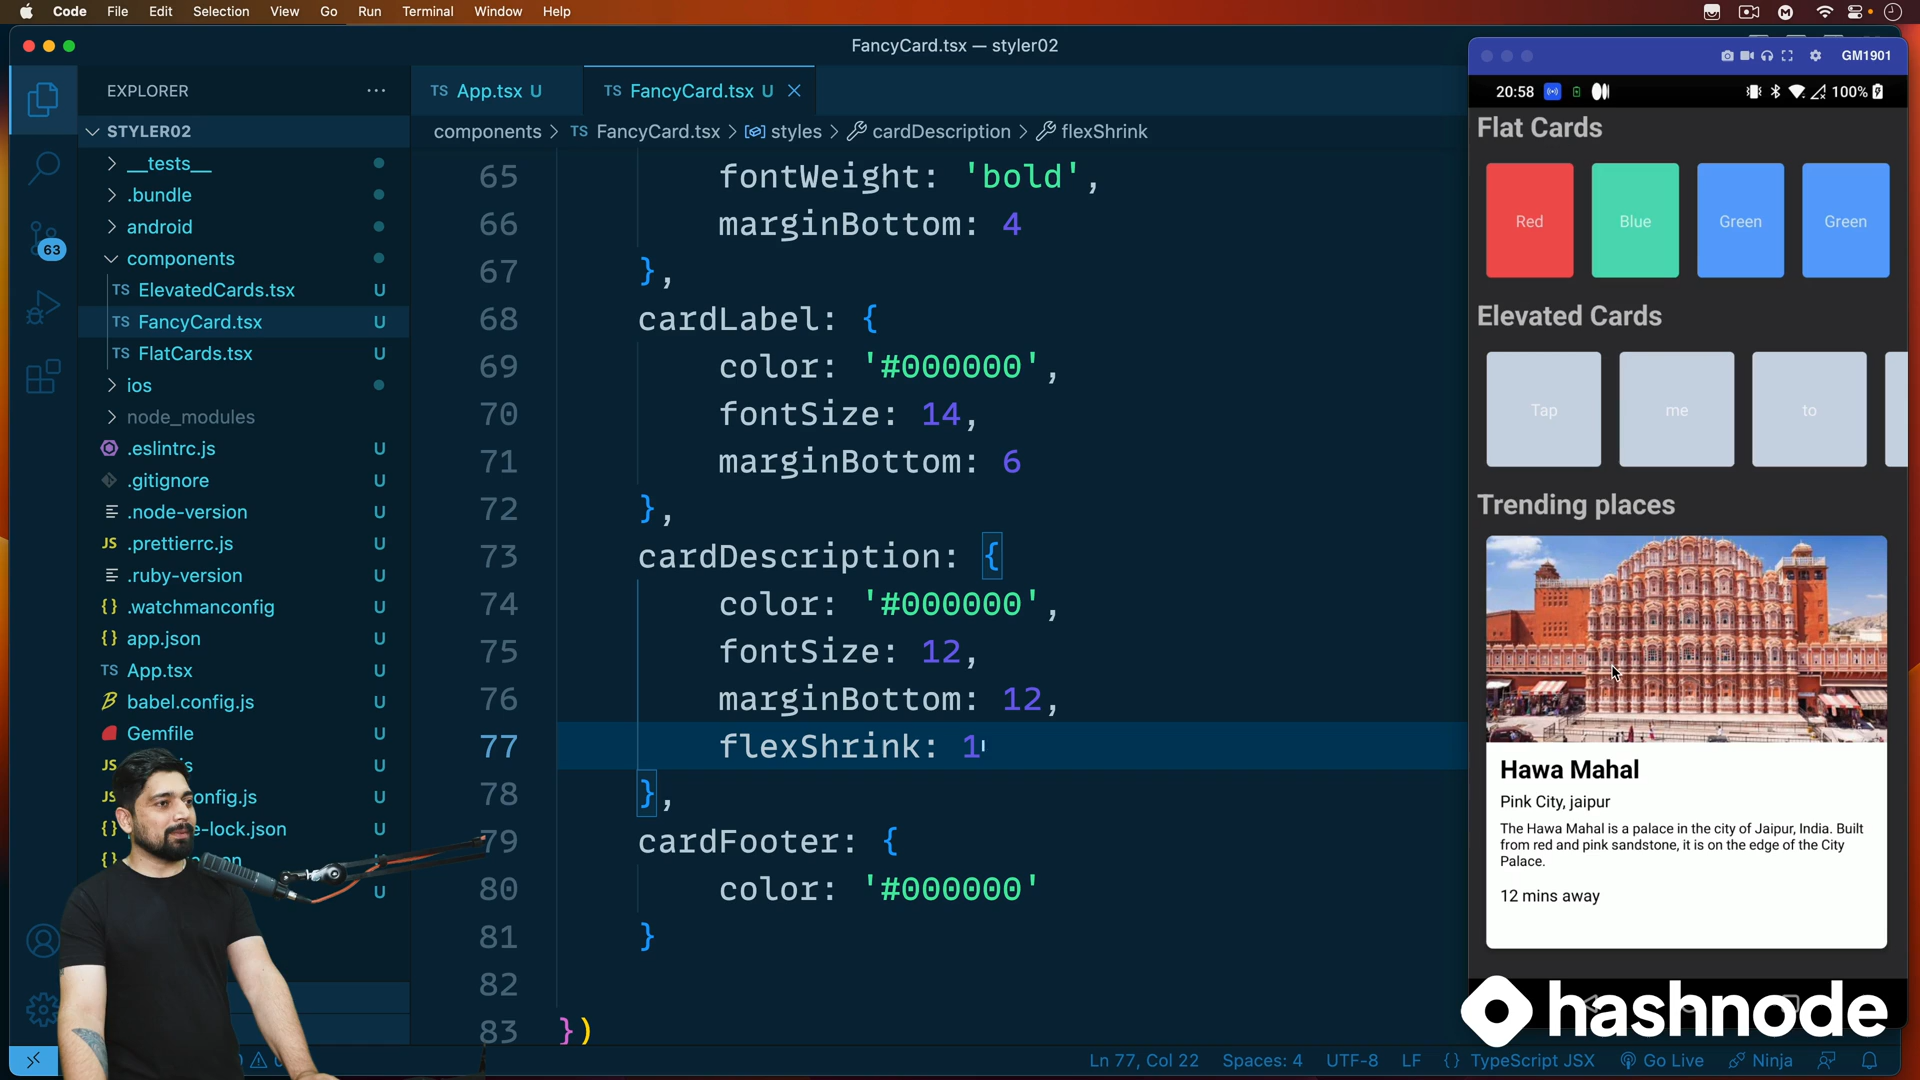 Code File Edit Selection View Go Run Terminal Window Help
FancyCard.tsx — styler02
EXPLORER
STYLER02
__tests__
.bundle
android
components
ElevatedCards.tsx U
FancyCard.tsx U
FlatCards.tsx U
ios
node_modules
.eslintrc.js U
.gitignore U
.node-version U
.prettierrc.js U
.ruby-version U
.watchmanconfig U
app.json U
App.tsx U
babel.config.js U
Gemfile U
U
onfig.js U
e-lock.json U
U
63
TS App.tsx U
TS FancyCard.tsx U
components > TS FancyCard.tsx > styles > cardDescription > flexShrink
65 fontWeight: 'bold',
66 marginBottom: 4
67 },
68 cardLabel: {
69 color: '#000000',
70 fontSize: 14,
71 marginBottom: 6
72 },
73 cardDescription: {
74 color: '#000000',
75 fontSize: 12,
76 marginBottom: 12,
77 flexShrink: 1
78 },
79 cardFooter: {
80 color: '#000000'
81 }
82
83 })
Ln 77, Col 22 Spaces: 4 UTF-8 LF {} TypeScript JSX Go Live Ninja
GM1901
20:58 100%
Flat Cards
Red Blue Green Green
Elevated Cards
Tap me to
Trending places
Hawa Mahal
Pink City, jaipur
The Hawa Mahal is a palace in the city of Jaipur, India. Built
from red and pink sandstone, it is on the edge of the City
Palace.
12 mins away
hashnode